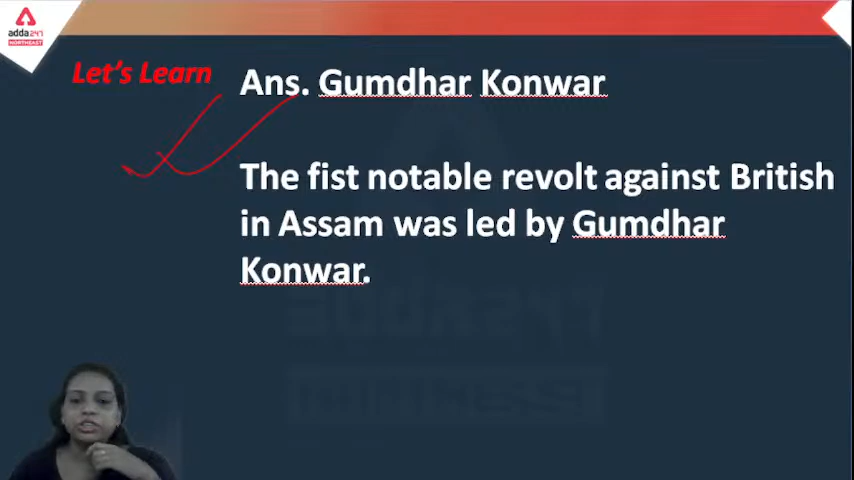 adda247
NORTHEAST
Let's Learn
Ans. Gumdhar Konwar
The fist notable revolt against British
in Assam was led by Gumdhar
Konwar.